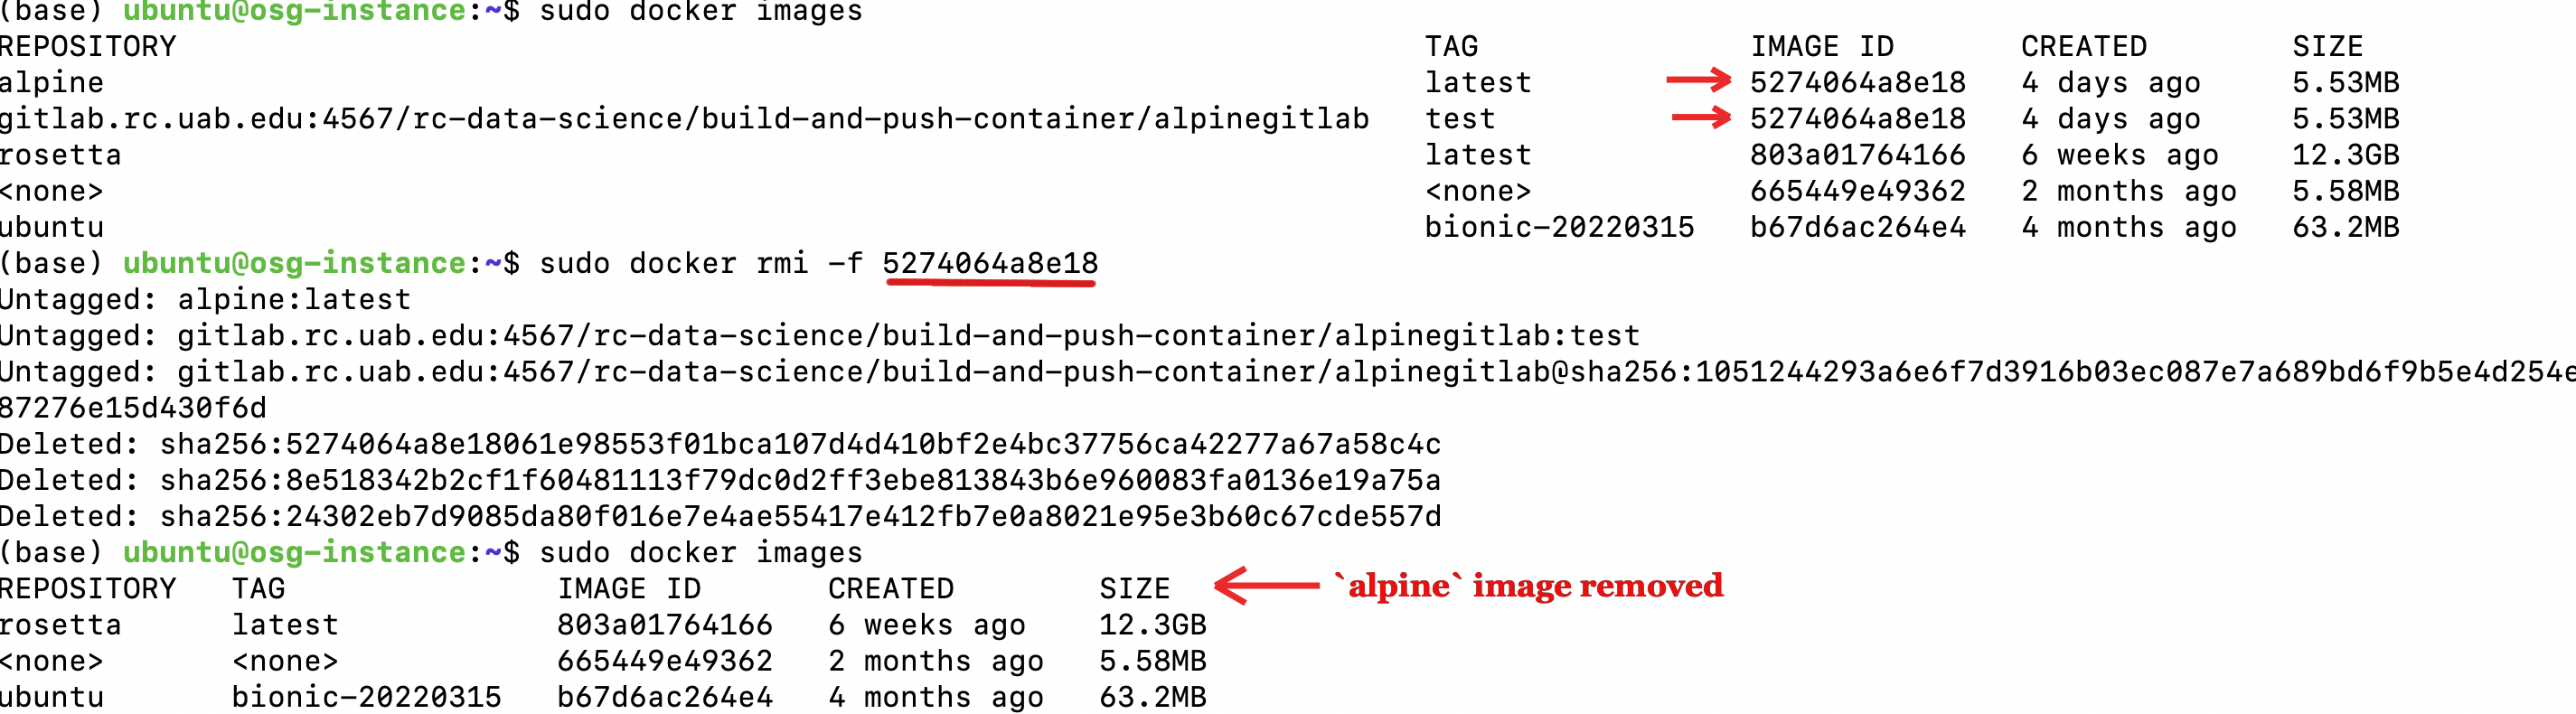 (base) ubuntu@osg-instance:~$ sudo docker images
REPOSITORY TAG IMAGE ID CREATED SIZE
alpine latest 5274064a8e18 4 days ago 5.53MB
gitlab.rc.uab.edu:4567/rc-data-science/build-and-push-container/alpinegitlab test 5274064a8e18 4 days ago 5.53MB
rosetta latest 803a01764166 6 weeks ago 12.3GB
<none> <none> 665449e49362 2 months ago 5.58MB
ubuntu bionic-20220315 b67d6ac264e4 4 months ago 63.2MB
(base) ubuntu@osg-instance:~$ sudo docker rmi -f 5274064a8e18
Untagged: alpine:latest
Untagged: gitlab.rc.uab.edu:4567/rc-data-science/build-and-push-container/alpinegitlab:test
Untagged: gitlab.rc.uab.edu:4567/rc-data-science/build-and-push-container/alpinegitlab@sha256:1051244293a6e6f7d3916b03ec087e7a689bd6f9b5e4d254e
87276e15d430f6d
Deleted: sha256:5274064a8e18061e98553f01bca107d4d410bf2e4bc37756ca42277a67a58c4c
Deleted: sha256:8e518342b2cf1f60481113f79dc0d2ff3ebe813843b6e960083fa0136e19a75a
Deleted: sha256:24302eb7d9085da80f016e7e4ae55417e412fb7e0a8021e95e3b60c67cde557d
(base) ubuntu@osg-instance:~$ sudo docker images
REPOSITORY TAG IMAGE ID CREATED SIZE `alpine` image removed
rosetta latest 803a01764166 6 weeks ago 12.3GB
<none> <none> 665449e49362 2 months ago 5.58MB
ubuntu bionic-20220315 b67d6ac264e4 4 months ago 63.2MB